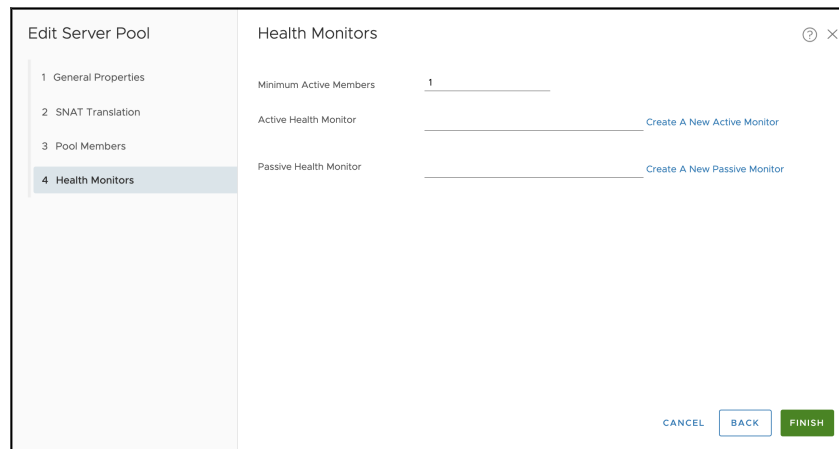 Edit Server Pool
1 General Properties
2 SNAT Translation
3 Pool Members
4 Health Monitors
Health Monitors
?
Minimum Active Members 1
Active Health Monitor Create A New Active Monitor
Passive Health Monitor Create A New Passive Monitor
CANCEL BACK FINISH